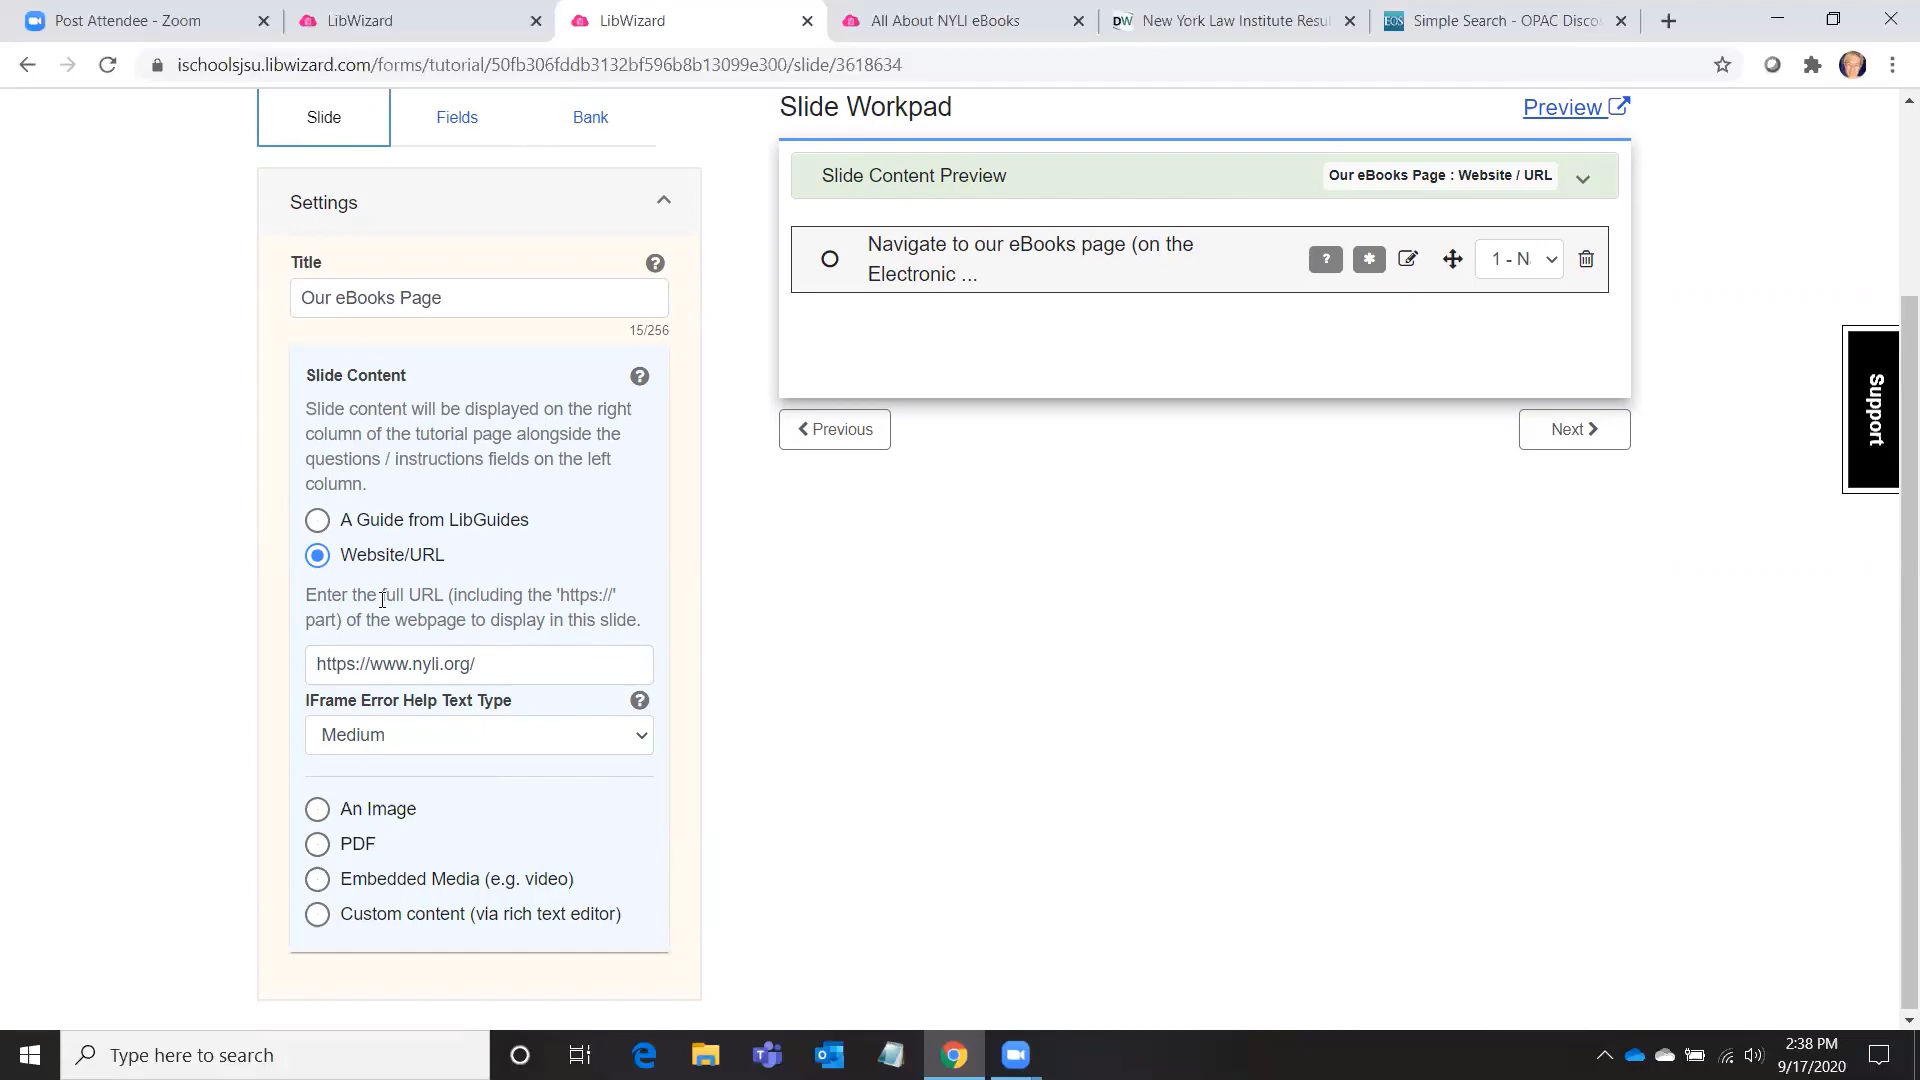 Post Attendee - Zoom
LibWizard
LibWizard
All About NYLI eBooks
DW
New York Law Institute Resu
EOS
Simple Search - OPAC Disco
ischoolsjsu.libwizard.com/forms/tutorial/50fb306fddb3132bf596b8b13099e300/slide/3618634
Slide
Fields
Bank
Settings
Title
?
Our eBooks Page
15/256
Slide Content
?
Slide content will be displayed on the right
column of the tutorial page alongside the
questions / instructions fields on the left
column.
A Guide from LibGuides
Website/URL
Enter the full URL (including the 'https://'
part) of the webpage to display in this slide.
https://www.nyli.org/
IFrame Error Help Text Type
?
Medium
An Image
PDF
Embedded Media (e.g. video)
Custom content (via rich text editor)
Slide Workpad
Preview
Slide Content Preview
Our eBooks Page : Website / URL
Navigate to our eBooks page (on the
Electronic ...
?
*
1 - N
Previous
Next
Support
Type here to search
2:38 PM
9/17/2020